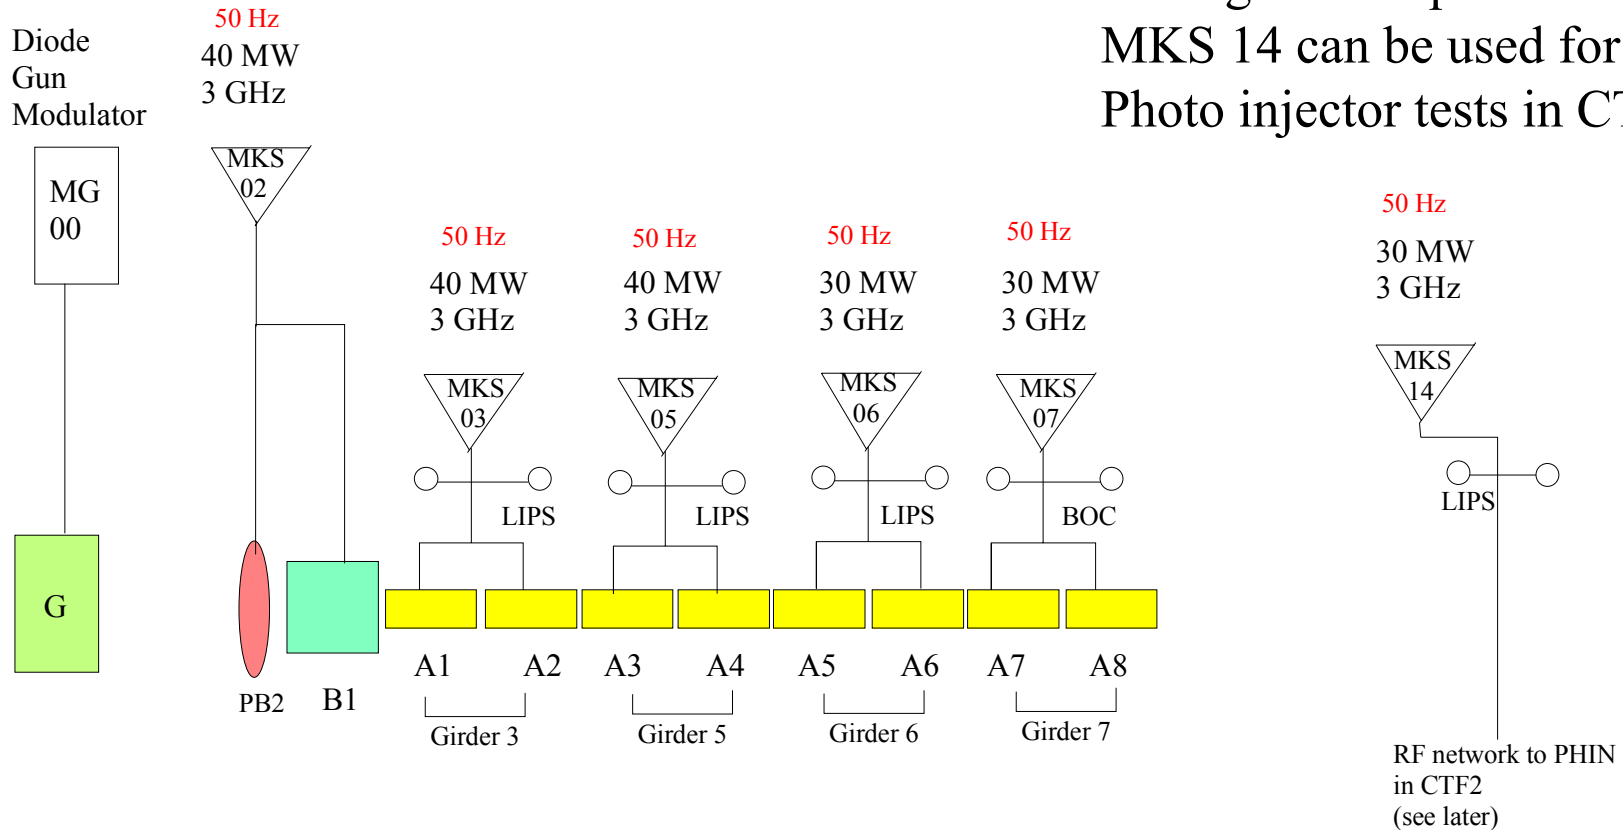 MKS 14 can be used for
Photo injector tests in
Diode
Gun
Modulator
50 Hz
40 MW
3 GHz
MG
00
MKS
02
50 Hz
40 MW
3 GHz
MKS
03
LIPS
50 Hz
40 MW
3 GHz
MKS
05
LIPS
50 Hz
30 MW
3 GHz
MKS
06
LIPS
50 Hz
30 MW
3 GHz
MKS
07
BOC
50 Hz
30 MW
3 GHz
MKS
14
LIPS
G
PB2
B1
A1
A2
A3
A4
A5
A6
A7
A8
Girder 3
Girder 5
Girder 6
Girder 7
RF network to PHIN
in CTF2
(see later)